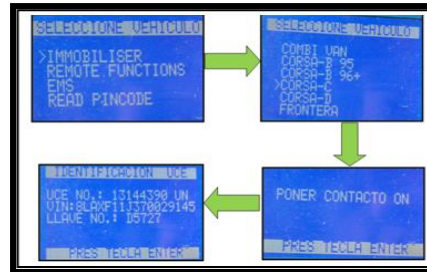 SELECCIONE VEHICULO
>IMMOBILISER
REMOTE FUNCTIONS
EMS
READ PINCODE
SELECCIONE VEHICULO
COMBI VAN
CORSA-B 95
CORSA-B 96+
>CORSA-C
CORSA-D
FRONTERA
PONER CONTACTO ON
PRES TECLA ENTER
IDENTIFICACION UCE
UCE NO.: 13144390 UN
VIN:8LAXF11J370029145
LLAVE NO.: D5727
PRES TECLA ENTER